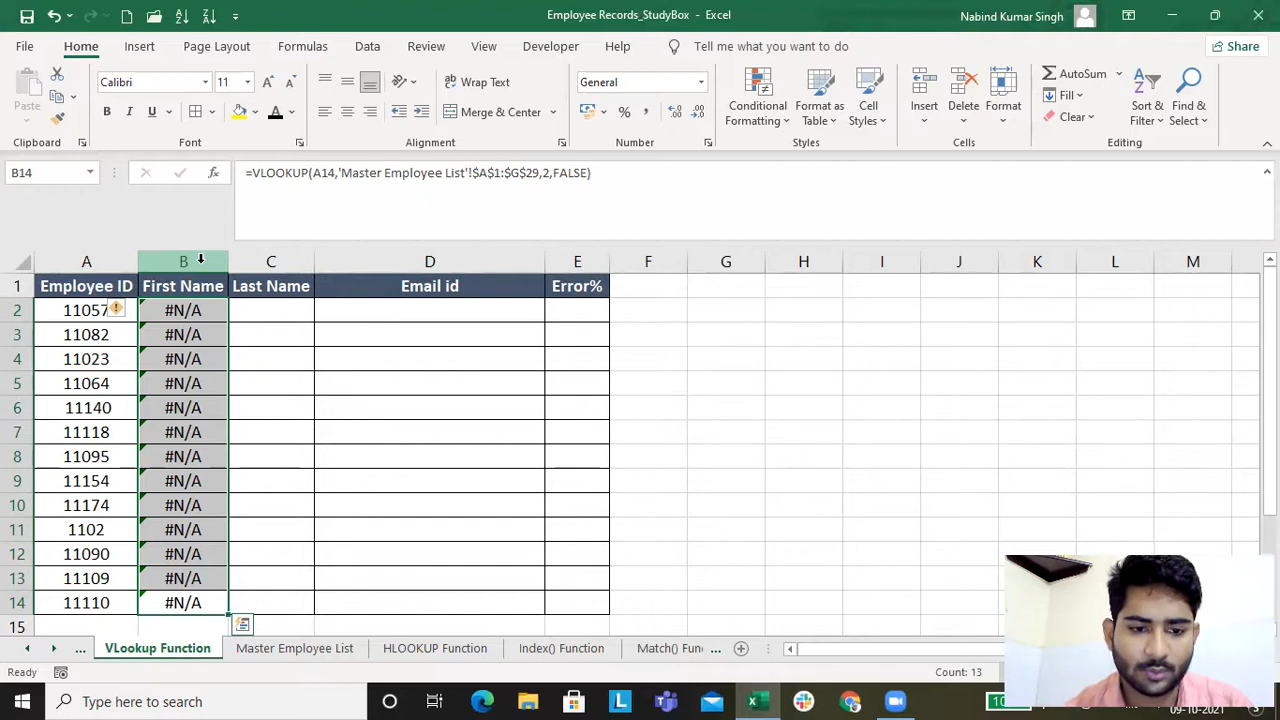 Employee Records_StudyBox - Excel
Nabind Kumar Singh
File Home Insert Page Layout Formulas Data Review View Developer Help Tell me what you want to do Share
Paste
Calibri 11
B I U
Wrap Text
Merge & Center
General
Conditional Formatting
Format as Table
Cell Styles
Insert
Delete
Format
AutoSum
Fill
Clear
Sort & Filter
Find & Select
Clipboard Font Alignment Number Styles Cells Editing
B14 fx =VLOOKUP(A14,'Master Employee List'!$A$1:$G$29,2,FALSE)
A B C D E F G H I J K L M
1 Employee ID First Name Last Name Email id Error%
2 11057 #N/A
3 11082 #N/A
4 11023 #N/A
5 11064 #N/A
6 11140 #N/A
7 11118 #N/A
8 11095 #N/A
9 11154 #N/A
10 11174 #N/A
11 1102 #N/A
12 11090 #N/A
13 11109 #N/A
14 11110 #N/A
15
... VLookup Function Master Employee List HLOOKUP Function Index() Function Match() Fun ...
Ready Count: 13
Type here to search
09-10-2021